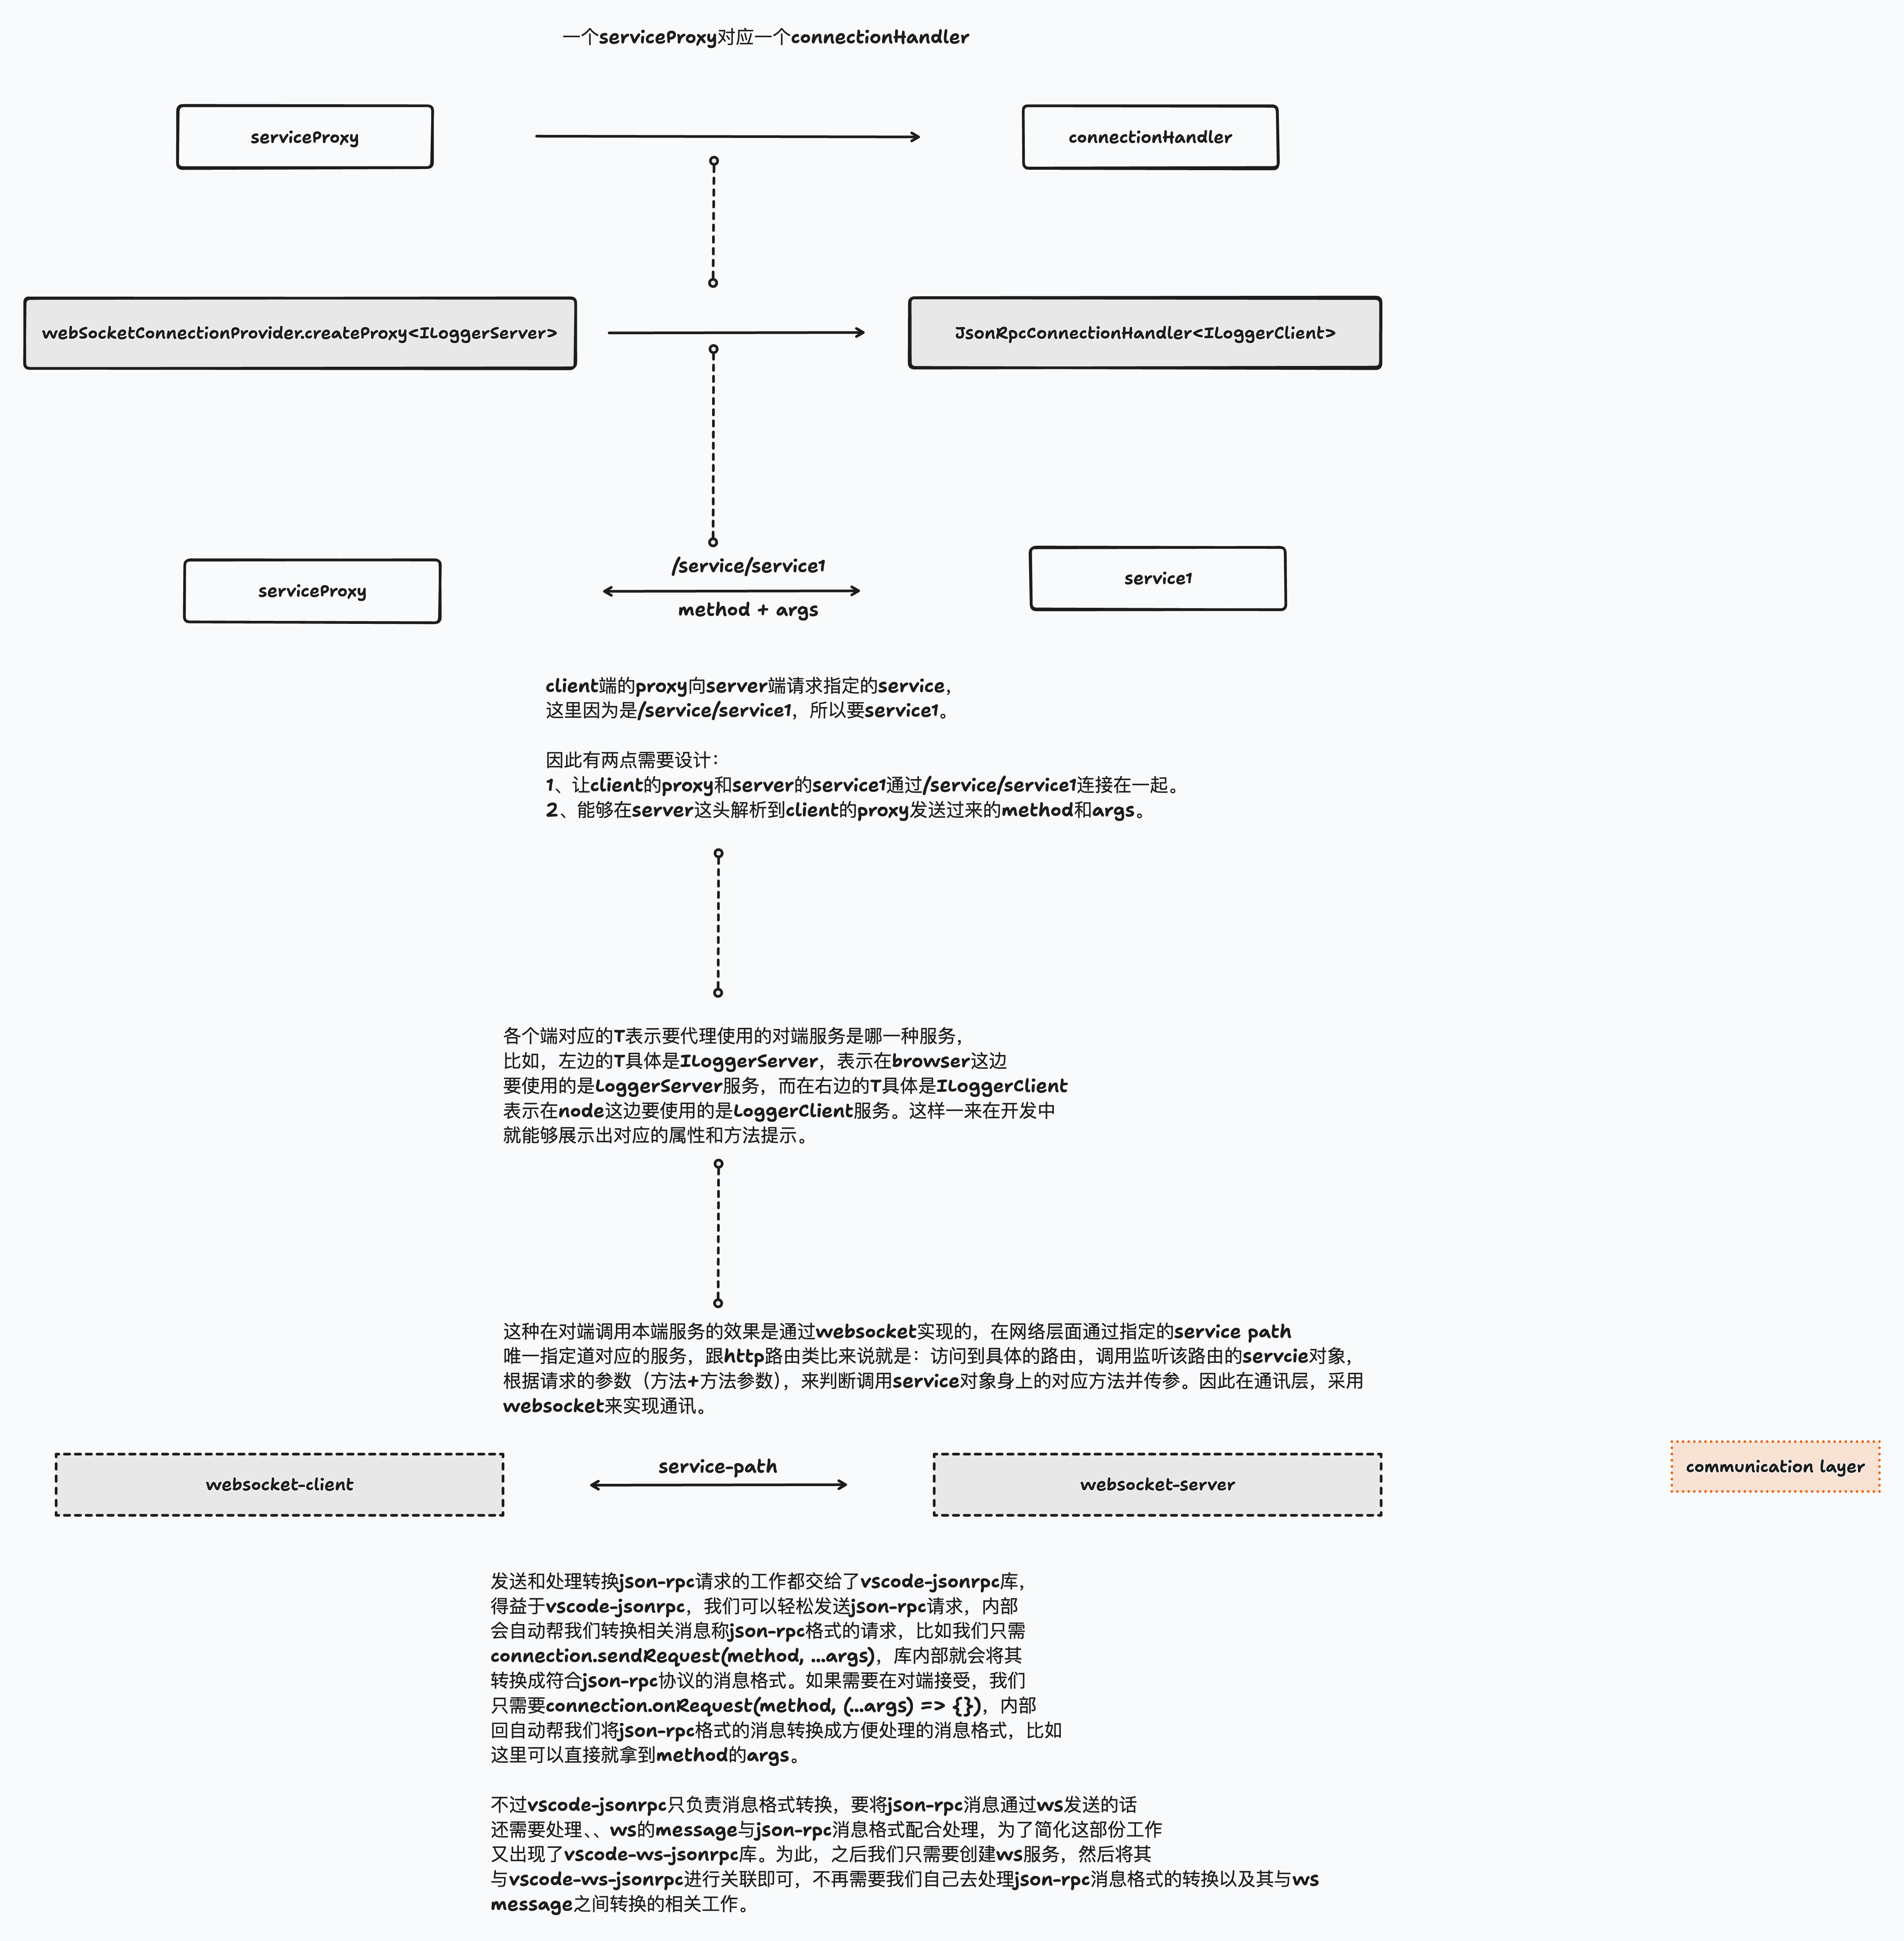 一个serviceProxy对应一个connectionHandler
serviceProxy
connectionHandler
webSocketConnectionProvider.createProxy<ILoggerServer>
JsonRpcConnectionHandler<ILoggerClient>
/service/service1
serviceProxy
service1
method + args
client端的proxy向server端请求指定的service，
这里因为是/service/service1，所以要service1。
因此有两点需要设计：
1、让client的proxy和server的service1通过/service/service1连接在一起。
2、能够在server这头解析到client的proxy发送过来的method和args。
各个端对应的T表示要代理使用的对端服务是哪一种服务，
比如，左边的T具体是ILoggerServer，表示在browser这边
要使用的是LoggerServer服务，而在右边的T具体是ILoggerClient
表示在node这边要使用的是LoggerClient服务。这样一来在开发中
就能够展示出对应的属性和方法提示。
这种在对端调用本端服务的效果是通过websocket实现的，在网络层面通过指定的service path
唯一指定道对应的服务，跟http路由类比来说就是：访问到具体的路由，调用监听该路由的servcie对象，
根据请求的参数（方法+方法参数），来判断调用service对象身上的对应方法并传参。因此在通讯层，采用
websocket来实现通讯。
service-path
communication layer
websocket-client
websocket-server
发送和处理转换json-rpc请求的工作都交给了vscode-jsonrpc库，
得益于vscode-jsonrpc，我们可以轻松发送json-rpc请求，内部
会自动帮我们转换相关消息称json-rpc格式的请求，比如我们只需
connection.sendRequest(method, ...args)，库内部就会将其
转换成符合json-rpc协议的消息格式。如果需要在对端接受，我们
只需要connection.onRequest(method, (...args) => {})，内部
回自动帮我们将json-rpc格式的消息转换成方便处理的消息格式，比如
这里可以直接就拿到method的args。
不过vscode-jsonrpc只负责消息格式转换，要将json-rpc消息通过ws发送的话
还需要处理、、ws的message与json-rpc消息格式配合处理，为了简化这部份工作
又出现了vscode-ws-jsonrpc库。为此，之后我们只需要创建ws服务，然后将其
与vscode-ws-jsonrpc进行关联即可，不再需要我们自己去处理json-rpc消息格式的转换以及其与ws
message之间转换的相关工作。